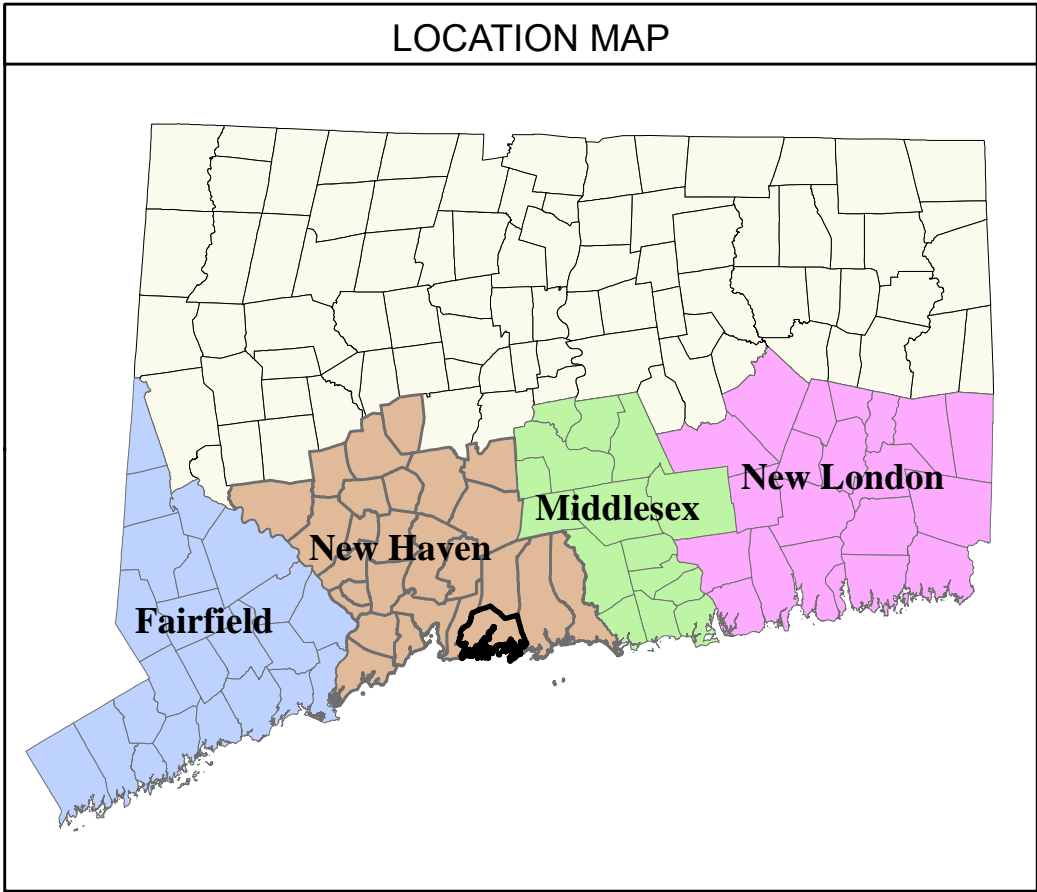 LOCATION MAP
New London
Middlesex
New Haven
Fairfield